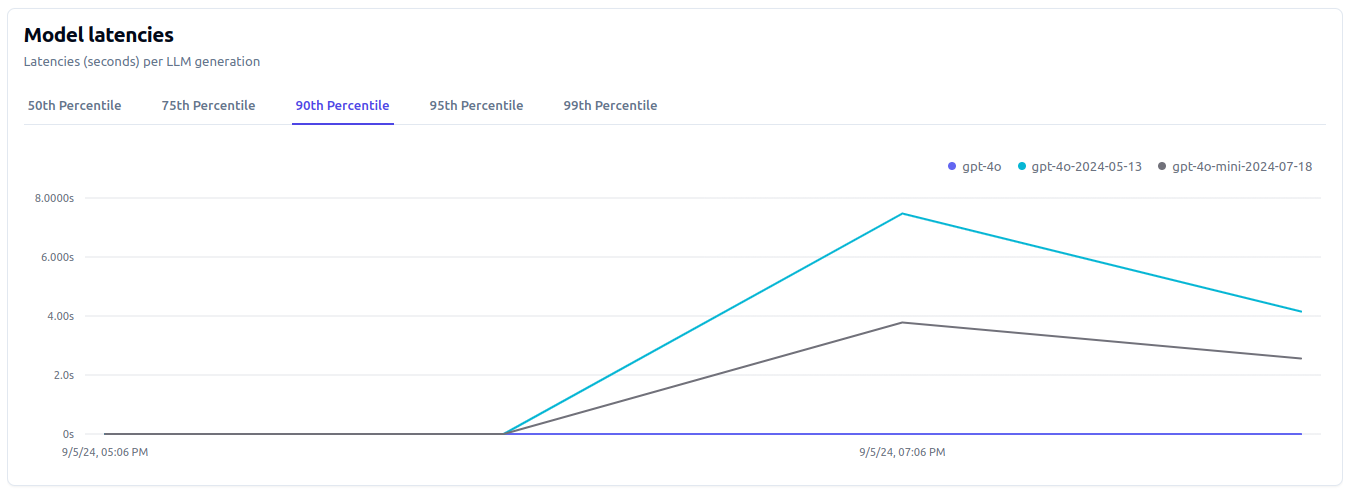 Model latencies
Latencies (seconds) per LLM generation
50th Percentile 75th Percentile 90th Percentile 95th Percentile 99th Percentile
gpt-4o gpt-4o-2024-05-13 gpt-4o-mini-2024-07-18
8.0000s
6.000s
4.00s
2.0s
0s
9/5/24, 05:06 PM 9/5/24, 07:06 PM